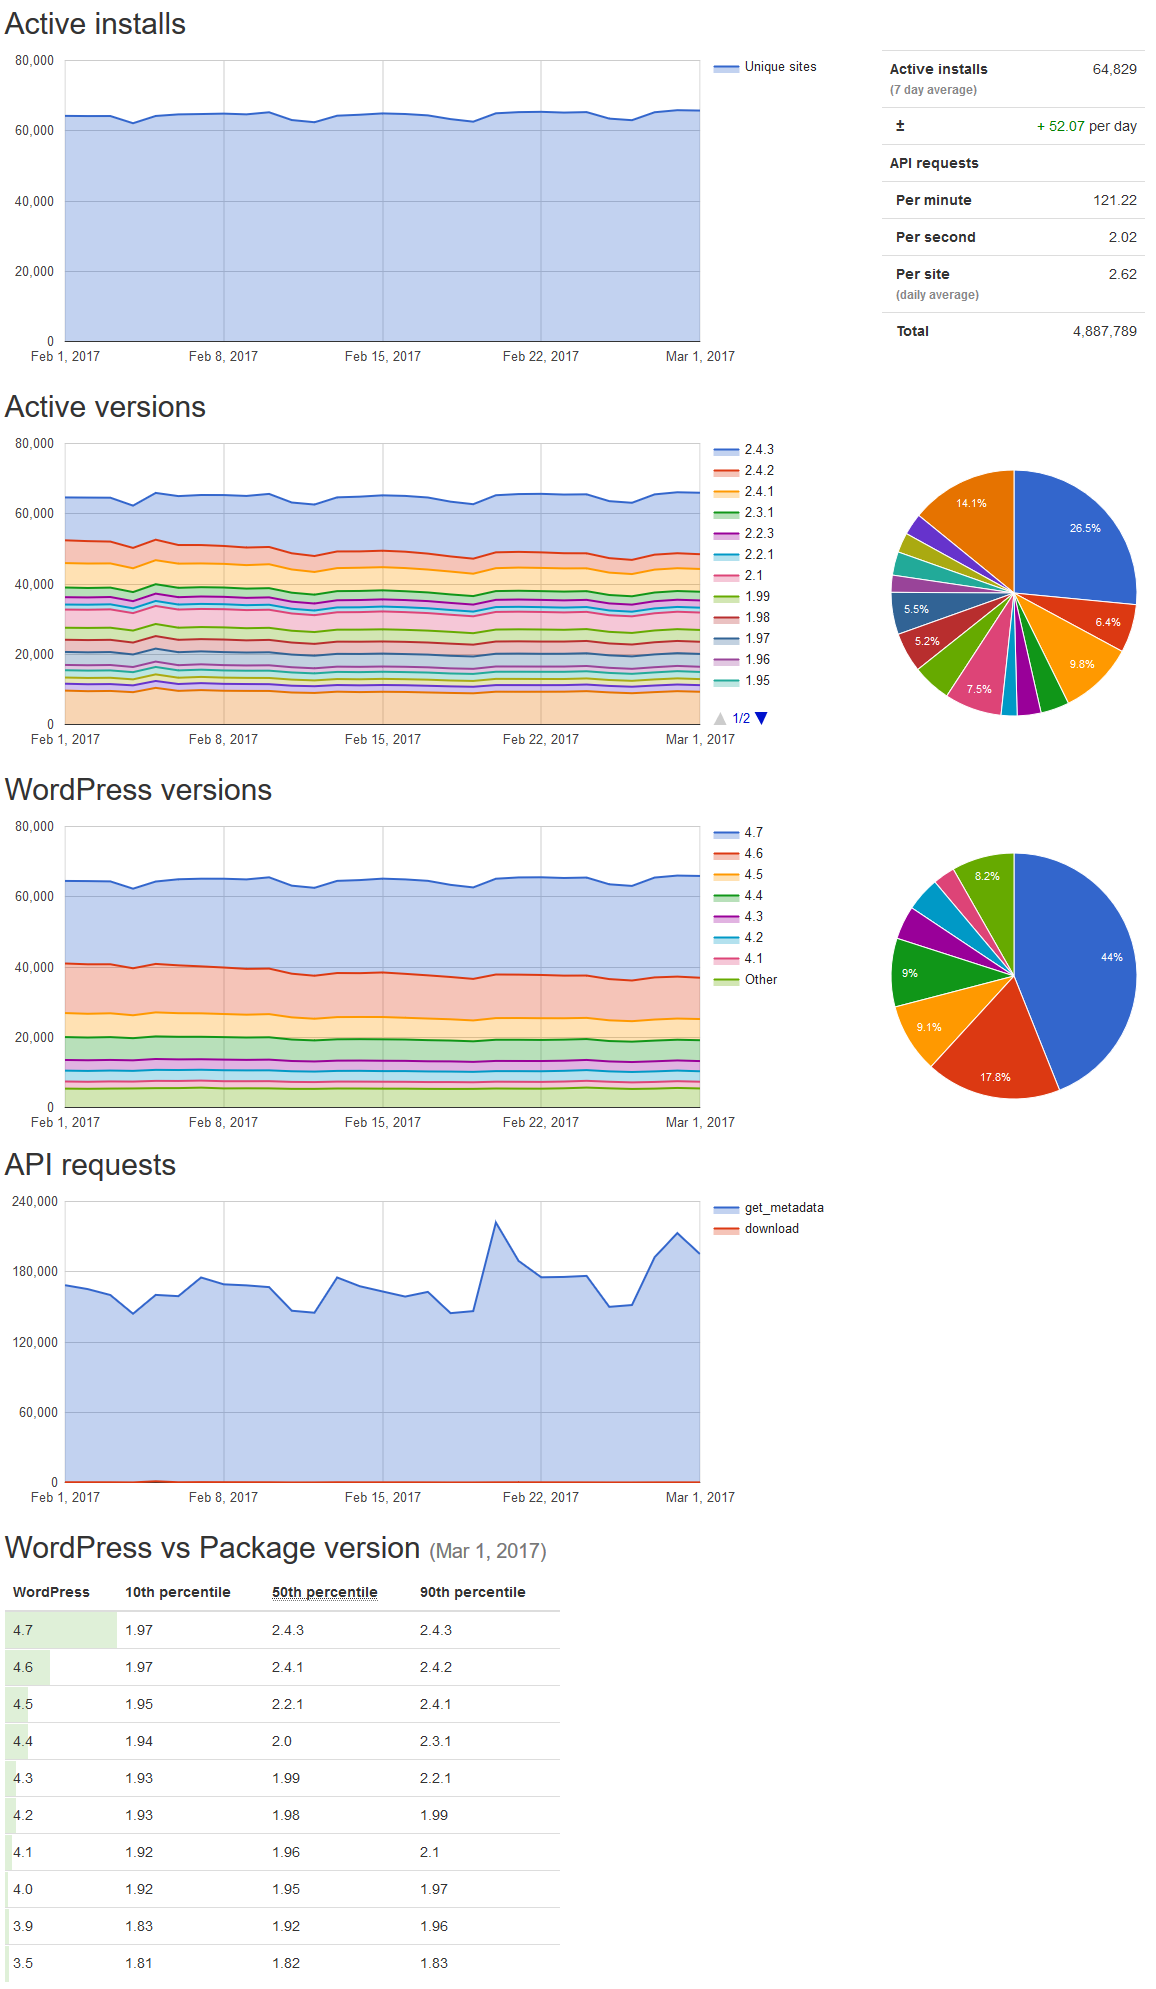 Active installs
80,000
60,000
40,000
20,000
0
Feb 1, 2017 Feb 8, 2017 Feb 15, 2017 Feb 22, 2017 Mar 1, 2017
Unique sites
Active installs 64,829
(7 day average)
± + 52.07 per day
API requests
Per minute 121.22
Per second 2.02
Per site 2.62
(daily average)
Total 4,887,789
Active versions
80,000
60,000
40,000
20,000
0
Feb 1, 2017 Feb 8, 2017 Feb 15, 2017 Feb 22, 2017 Mar 1, 2017
2.4.3
2.4.2
2.4.1
2.3.1
2.2.3
2.2.1
2.1
1.99
1.98
1.97
1.96
1.95
1/2
14.1%
26.5%
6.4%
5.5%
5.2%
9.8%
7.5%
WordPress versions
80,000
60,000
40,000
20,000
0
Feb 1, 2017 Feb 8, 2017 Feb 15, 2017 Feb 22, 2017 Mar 1, 2017
4.7
4.6
4.5
4.4
4.3
4.2
4.1
Other
8.2%
44%
9%
9.1%
17.8%
API requests
240,000
180,000
120,000
60,000
0
Feb 1, 2017 Feb 8, 2017 Feb 15, 2017 Feb 22, 2017 Mar 1, 2017
get_metadata
download
WordPress vs Package version (Mar 1, 2017)
WordPress 10th percentile 50th percentile 90th percentile
4.7 1.97 2.4.3 2.4.3
4.6 1.97 2.4.1 2.4.2
4.5 1.95 2.2.1 2.4.1
4.4 1.94 2.0 2.3.1
4.3 1.93 1.99 2.2.1
4.2 1.93 1.98 1.99
4.1 1.92 1.96 2.1
4.0 1.92 1.95 1.97
3.9 1.83 1.92 1.96
3.5 1.81 1.82 1.83